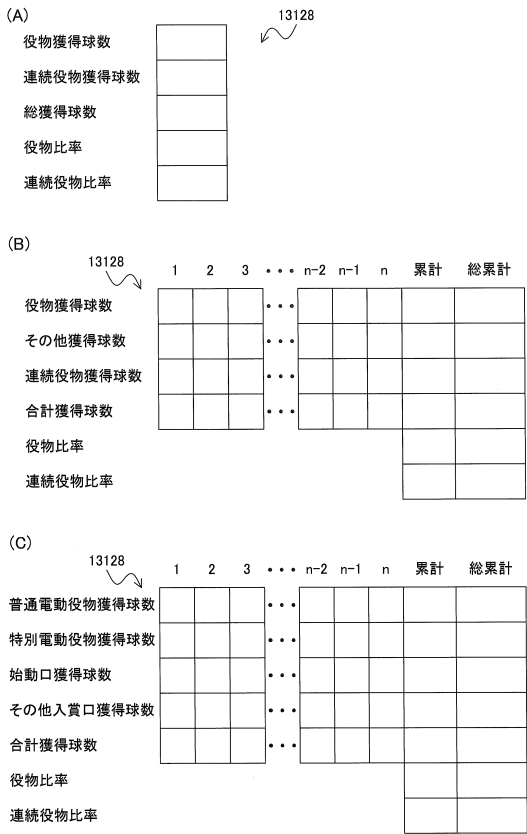 (A)
13128
役物獲得球数
連続役物獲得球数
総獲得球数
役物比率
連続役物比率
(B)
13128
1 2 3 ・・・ n-2 n-1 n 累計 総累計
役物獲得球数 ・・・
その他獲得球数 ・・・
連続役物獲得球数 ・・・
合計獲得球数 ・・・
役物比率
連続役物比率
(C)
13128
1 2 3 ・・・ n-2 n-1 n 累計 総累計
普通電動役物獲得球数 ・・・
特別電動役物獲得球数 ・・・
始動口獲得球数 ・・・
その他入賞口獲得球数 ・・・
合計獲得球数 ・・・
役物比率
連続役物比率